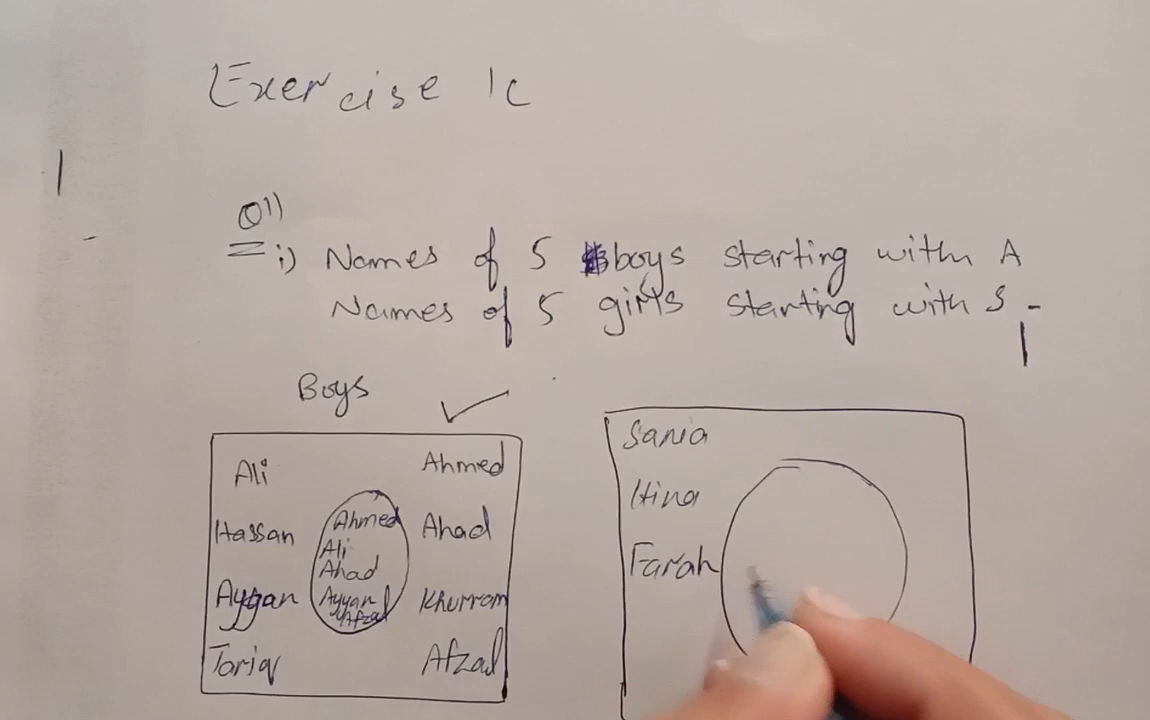 Exercise 1c
Q1)
i) Names of 5 boys starting with A
Names of 5 girls starting with S
Boys
Ali
Ahmed
Hassan
Ahad
Ayyan
Khurram
Tariq
Afzal
Ahmed
Ali
Ahad
Ayyan
Afzal
Sania
Hina
Farah